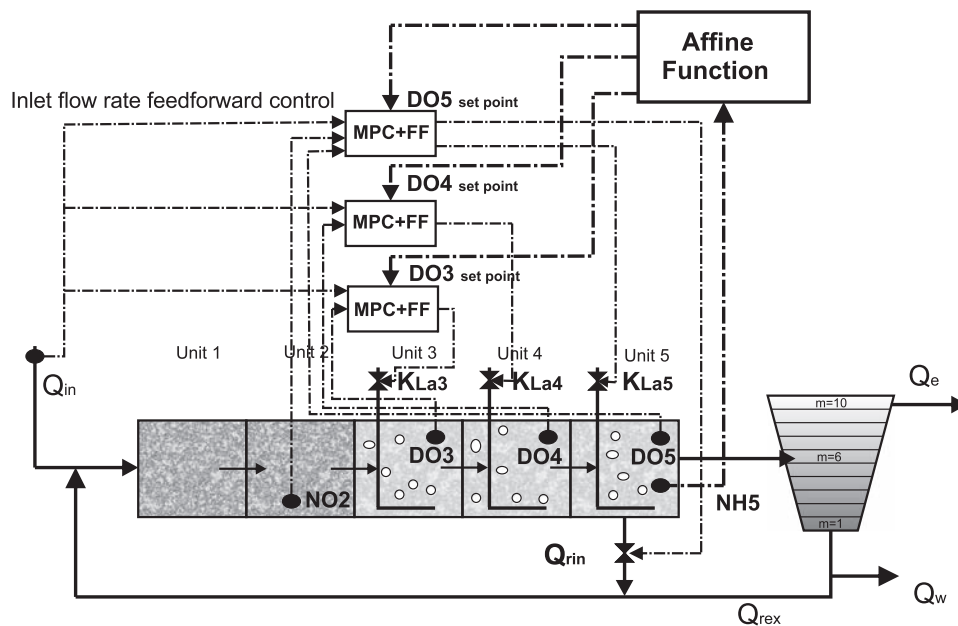 Affine
Function
Inlet flow rate feedforward control
DO5 set point
MPC+FF
DO4 set point
MPC+FF
DO3 set point
MPC+FF
Unit 1
Unit 2
Unit 3
Unit 4
Unit 5
Qin
KLa3
KLa4
KLa5
Qe
m=10
DO3
DO4
DO5
m=6
NO2
NH5
m=1
Qrin
Qw
Qrex